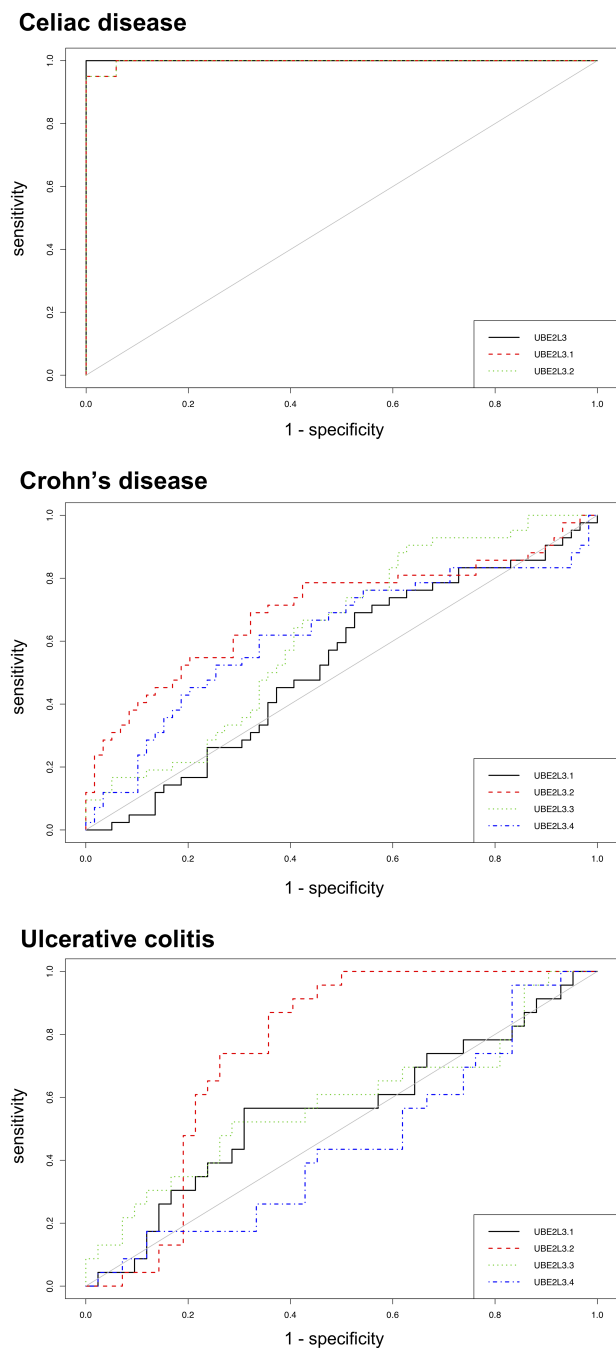 Celiac disease
1.0
0.8
0.6
0.4
0.2
0.0
sensitivity
UBE2L3
UBE2L3.1
UBE2L3.2
0.0 0.2 0.4 0.6 0.8 1.0
1 - specificity
Crohn's disease
1.0
0.8
0.6
0.4
0.2
0.0
sensitivity
UBE2L3.1
UBE2L3.2
UBE2L3.3
UBE2L3.4
0.0 0.2 0.4 0.6 0.8 1.0
1 - specificity
Ulcerative colitis
1.0
0.8
0.6
0.4
0.2
0.0
sensitivity
UBE2L3.1
UBE2L3.2
UBE2L3.3
UBE2L3.4
0.0 0.2 0.4 0.6 0.8 1.0
1 - specificity